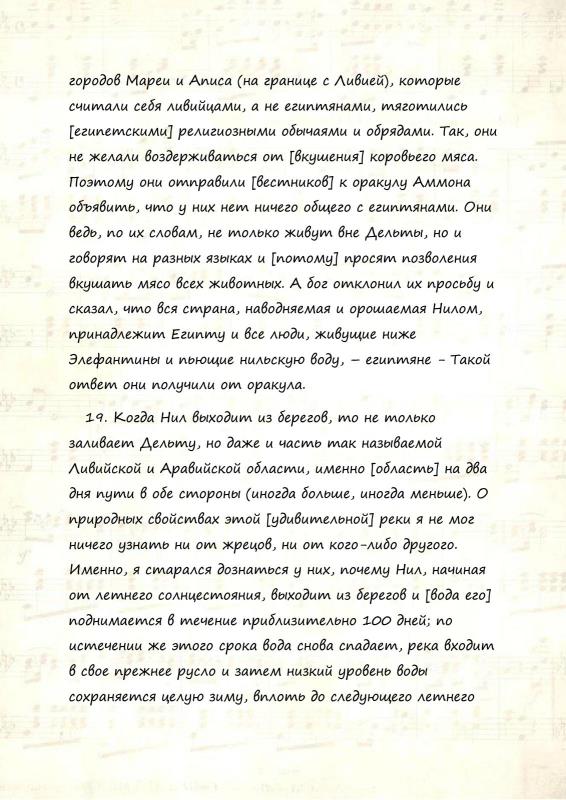 городов Мареи и Аписа (на границе с Ливией), которые
считали себя ливийцами, а не египтянами, тяготились
[египетскими] религиозными обычаями и обрядами. Так, они
не желали воздерживаться от [вкушения] коровьего мяса.
Поэтому они отправили [вестников] к оракулу Аммона
объявить, что у них нет ничего общего с египтянами. Они
ведь, по их словам, не только живут вне Дельты, но и
говорят на разных языках и [потому] просят позволения
вкушать мясо всех животных. А бог отклонил их просьбу и
сказал, что вся страна, наводняемая и орошаемая Нилом,
принадлежит Египту и все люди, живущие ниже
Элефантины и пьющие нильскую воду, – египтяне - Такой
ответ они получили от оракула.
19. Когда Нил выходит из берегов, то не только
заливает Дельту, но даже и часть так называемой
Ливийской и Аравийской области, именно [область] на два
дня пути в обе стороны (иногда больше, иногда меньше). О
природных свойствах этой [удивительной] реки я не мог
ничего узнать ни от жрецов, ни от кого-либо другого.
Именно, я старался дознаться у них, почему Нил, начиная
от летнего солнцестояния, выходит из берегов и [вода его]
поднимается в течение приблизительно 100 дней; по
истечении же этого срока вода снова спадает, река входит
в свое прежнее русло и затем низкий уровень воды
сохраняется целую зиму, вплоть до следующего летнего